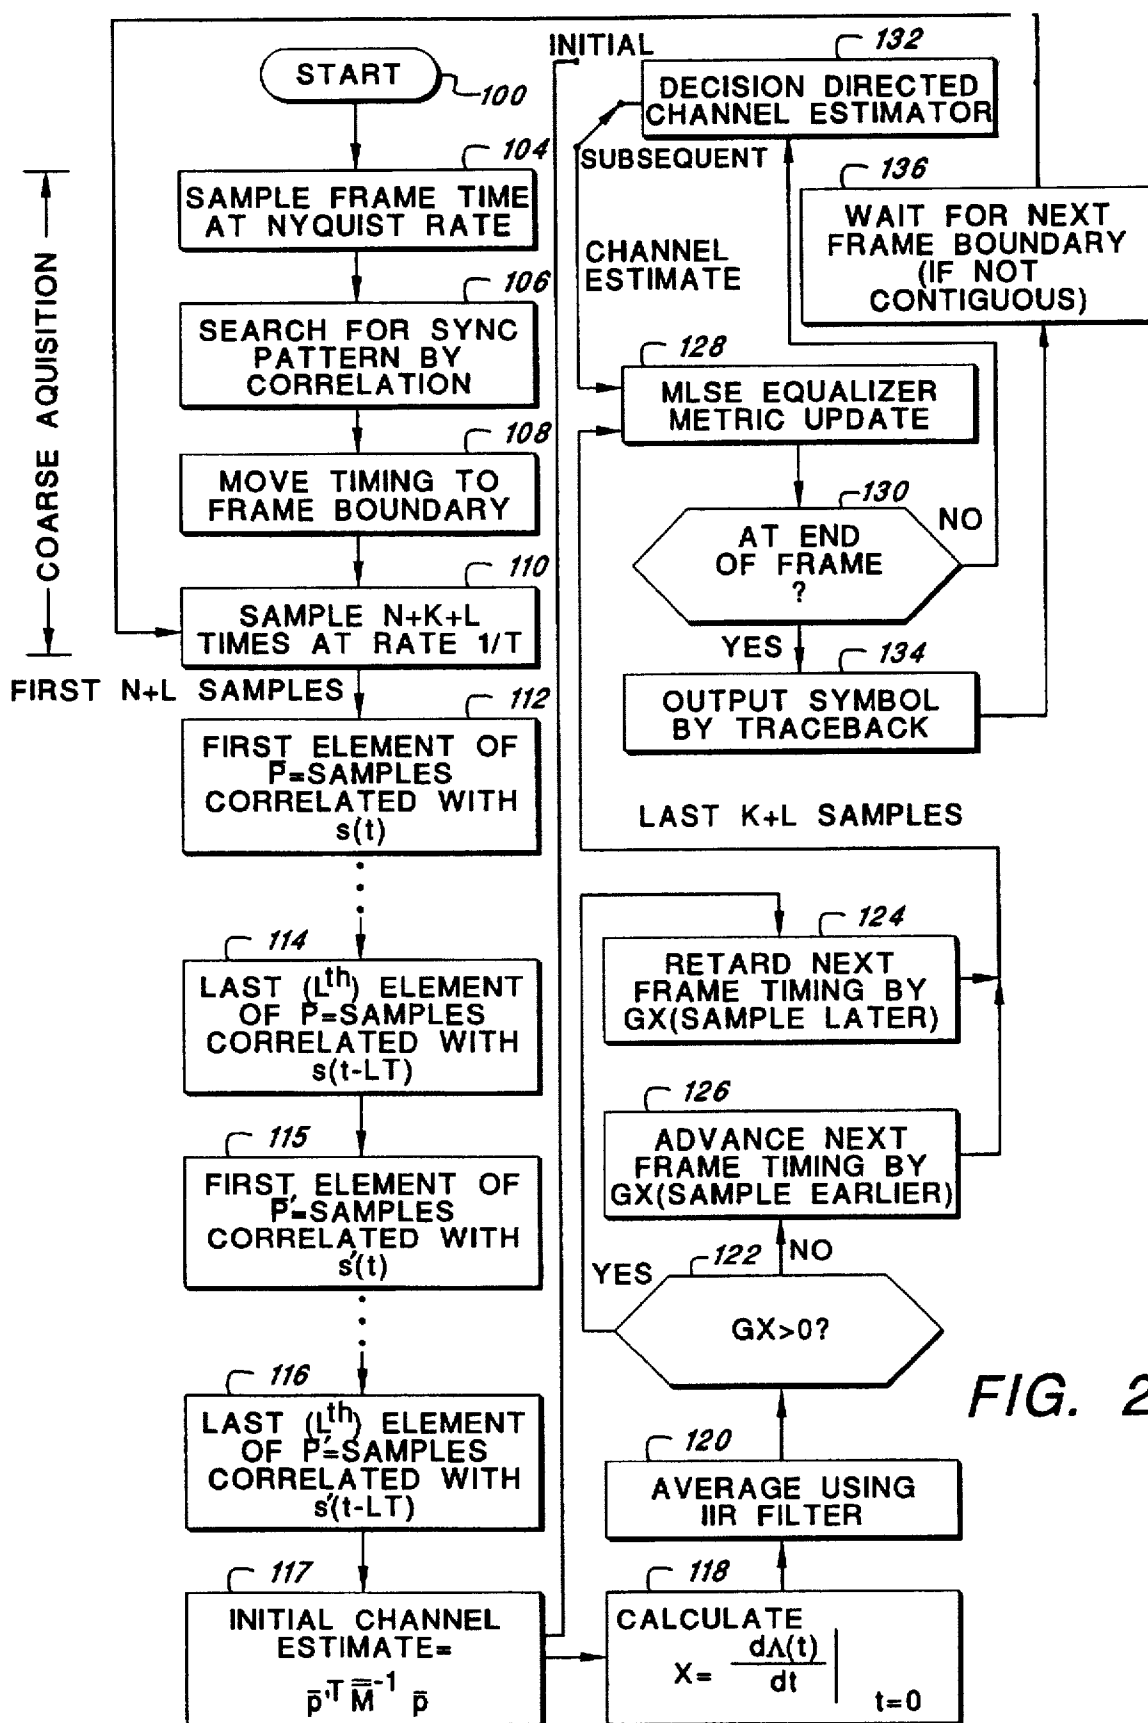 START
100
104
SAMPLE FRAME TIME
AT NYQUIST RATE
106
SEARCH FOR SYNC
PATTERN BY
CORRELATION
108
MOVE TIMING TO
FRAME BOUNDARY
110
SAMPLE N+K+L
TIMES AT RATE 1/T
COARSE AQUISITION
FIRST N+L SAMPLES
112
FIRST ELEMENT OF
P̄=SAMPLES
CORRELATED WITH
s(t)
114
LAST (Lth) ELEMENT
OF P̄=SAMPLES
CORRELATED WITH
s(t-LT)
115
FIRST ELEMENT OF
P̄'=SAMPLES
CORRELATED WITH
s'(t)
116
LAST (Lth) ELEMENT
OF P̄'=SAMPLES
CORRELATED WITH
s'(t-LT)
117
INITIAL CHANNEL
ESTIMATE=
p̄'T M̿-1 p̄
INITIAL
132
DECISION DIRECTED
CHANNEL ESTIMATOR
SUBSEQUENT
136
WAIT FOR NEXT
FRAME BOUNDARY
(IF NOT
CONTIGUOUS)
CHANNEL
ESTIMATE
128
MLSE EQUALIZER
METRIC UPDATE
130
AT END
OF FRAME
?
NO
YES
134
OUTPUT SYMBOL
BY TRACEBACK
LAST K+L SAMPLES
124
RETARD NEXT
FRAME TIMING BY
GX(SAMPLE LATER)
126
ADVANCE NEXT
FRAME TIMING BY
GX(SAMPLE EARLIER)
122
NO
YES
GX>0?
FIG. 2
120
AVERAGE USING
IIR FILTER
118
CALCULATE
X= dΛ(t)
dt
t=0